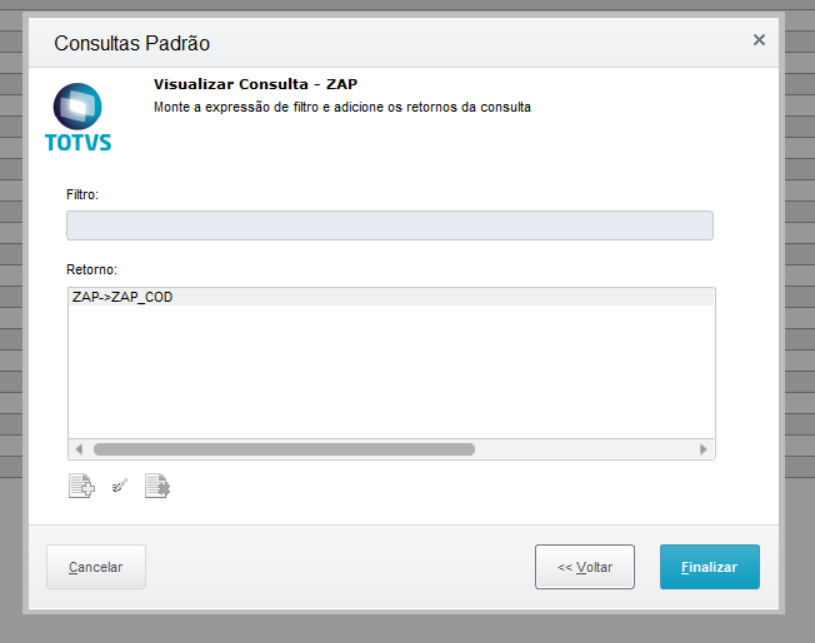 Consultas Padrão
Visualizar Consulta - ZAP
Monte a expressão de filtro e adicione os retornos da consulta
TOTVS
Filtro:
Retorno:
ZAP->ZAP_COD
Cancelar
<< Voltar
Finalizar